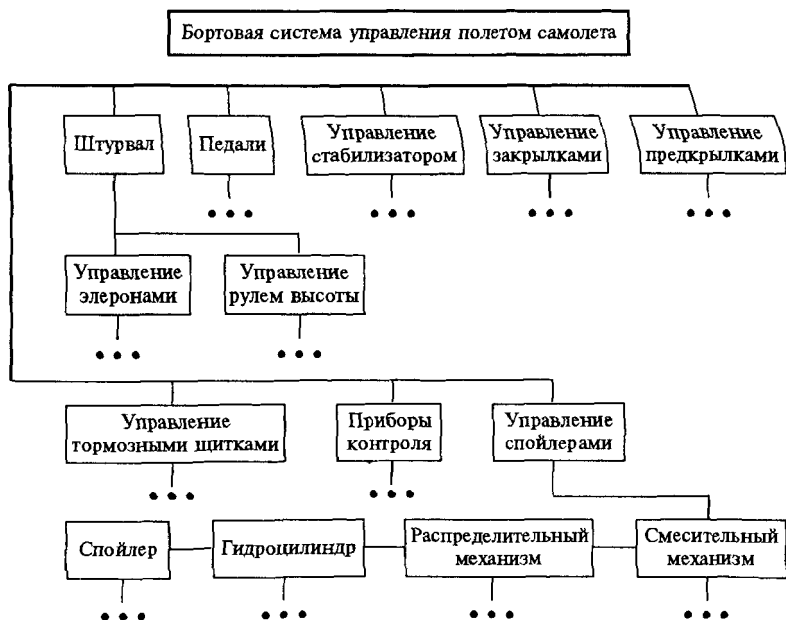 Бортовая система управления полетом самолета
Штурвал
Педали
Управление
стабилизатором
Управление
закрылками
Управление
предкрылками
Управление
элеронами
Управление
рулем высоты
Управление
тормозными щитками
Приборы
контроля
Управление
спойлерами
Спойлер
Гидроцилиндр
Распределительный
механизм
Смесительный
механизм